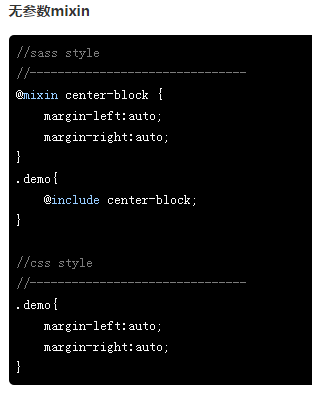 无参数mixin
//sass style
//-------------------------------
@mixin center-block {
    margin-left:auto;
    margin-right:auto;
}
.demo{
    @include center-block;
}
//css style
//-------------------------------
.demo{
    margin-left:auto;
    margin-right:auto;
}